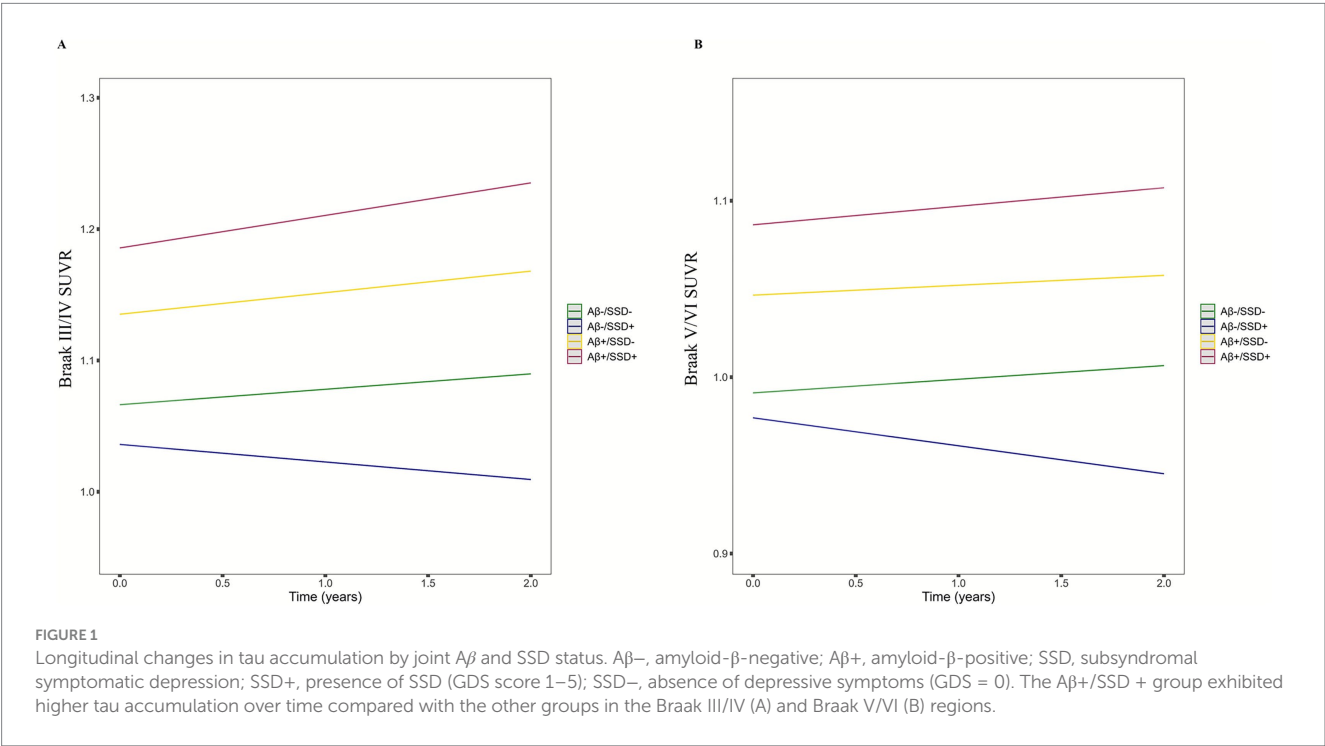 A
Braak III/IV SUVR
1.3
1.2
1.1
1.0
0.0 0.5 1.0 1.5 2.0
Time (years)
Aβ-/SSD-
Aβ-/SSD+
Aβ+/SSD-
Aβ+/SSD+
B
Braak V/VI SUVR
1.1
1.0
0.9
0.0 0.5 1.0 1.5 2.0
Time (years)
Aβ-/SSD-
Aβ-/SSD+
Aβ+/SSD-
Aβ+/SSD+
FIGURE 1
Longitudinal changes in tau accumulation by joint Aβ and SSD status. Aβ−, amyloid-β-negative; Aβ+, amyloid-β-positive; SSD, subsyndromal
symptomatic depression; SSD+, presence of SSD (GDS score 1–5); SSD−, absence of depressive symptoms (GDS = 0). The Aβ+/SSD + group exhibited
higher tau accumulation over time compared with the other groups in the Braak III/IV (A) and Braak V/VI (B) regions.